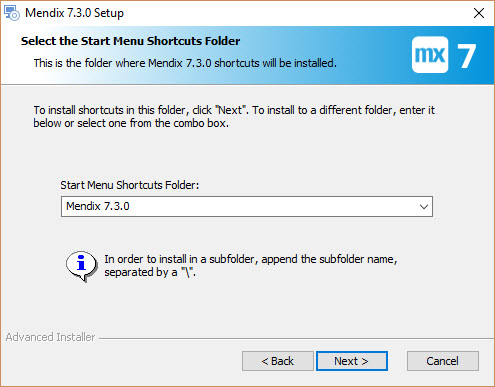 Mendix 7.3.0 Setup
Select the Start Menu Shortcuts Folder
This is the folder where Mendix 7.3.0 shortcuts will be installed.
mx 7
To install shortcuts in this folder, click "Next". To install to a different folder, enter it
below or select one from the combo box.
Start Menu Shortcuts Folder:
Mendix 7.3.0
In order to install in a subfolder, append the subfolder name,
separated by a "\".
Advanced Installer
< Back
Next >
Cancel